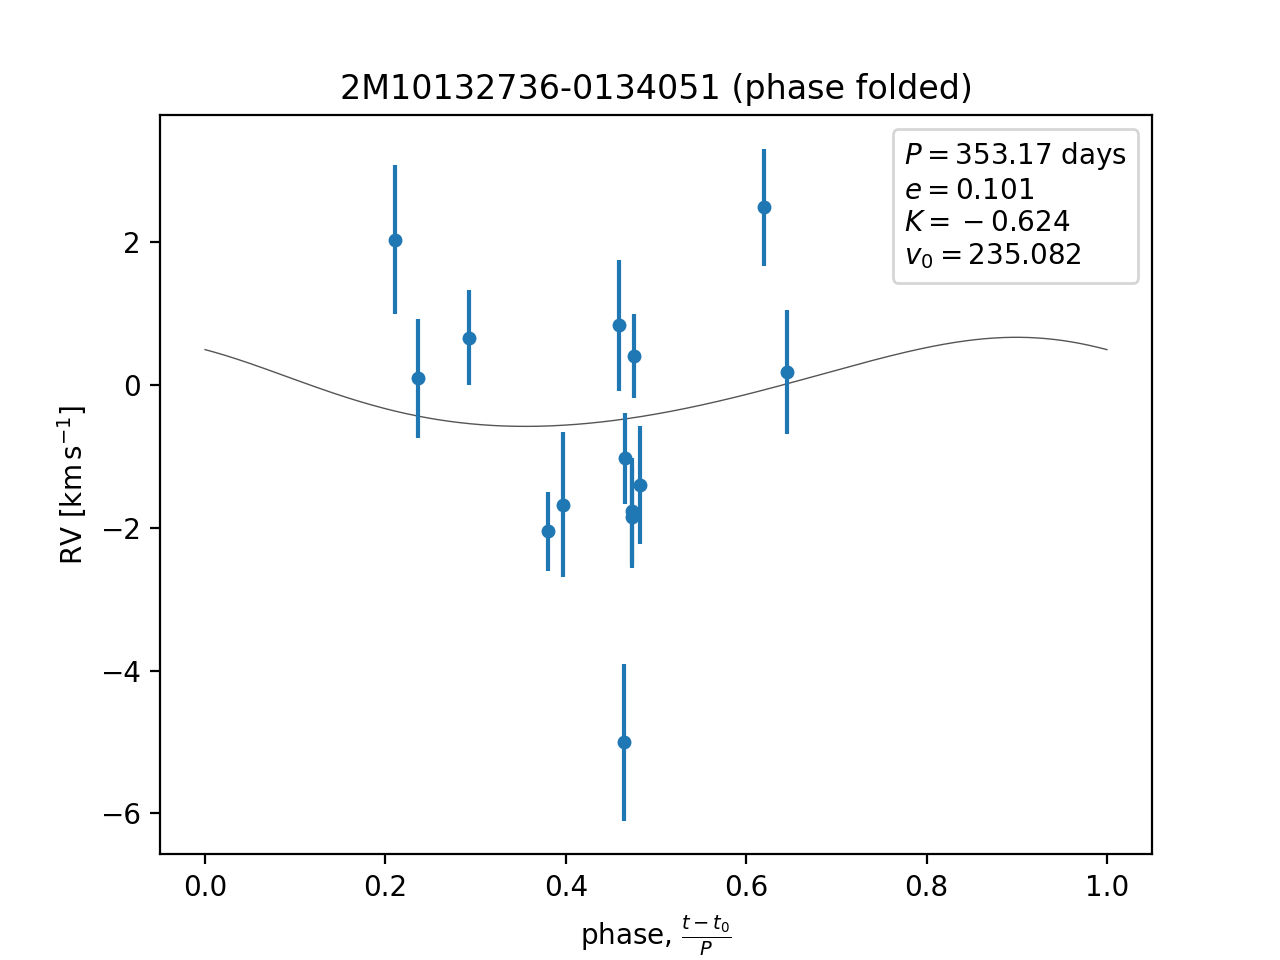 2M10132736-0134051 (phase folded)
P = 353.17 days
e = 0.101
K = −0.624
v₀ = 235.082
2
0
−2
−4
−6
RV [km s⁻¹]
0.0 0.2 0.4 0.6 0.8 1.0
phase, (t − t₀)/P